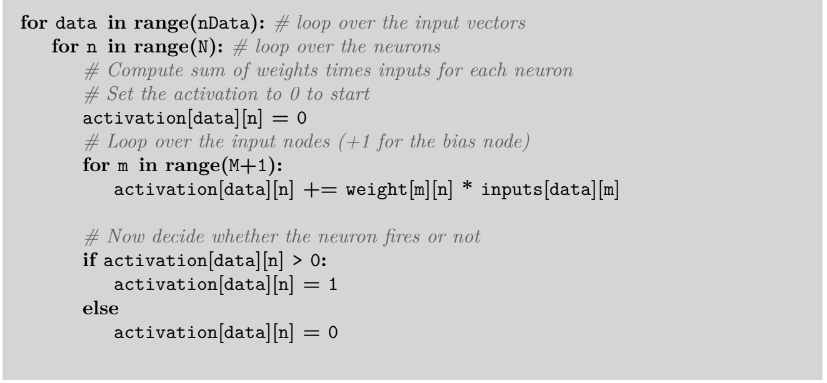 for data in range(nData): # loop over the input vectors
for n in range(N): # loop over the neurons
# Compute sum of weights times inputs for each neuron
# Set the activation to 0 to start
activation[data][n] = 0
# Loop over the input nodes (+1 for the bias node)
for m in range(M+1):
activation[data][n] += weight[m][n] * inputs[data][m]
# Now decide whether the neuron fires or not
if activation[data][n] > 0:
activation[data][n] = 1
else
activation[data][n] = 0